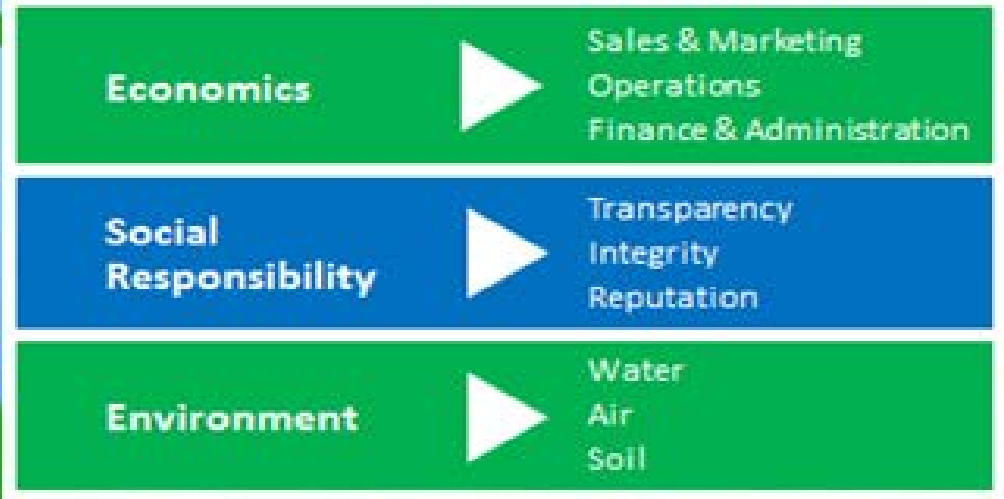 Economics
Sales & Marketing
Operations
Finance & Administration
Social
Responsibility
Transparency
Integrity
Reputation
Environment
Water
Air
Soil